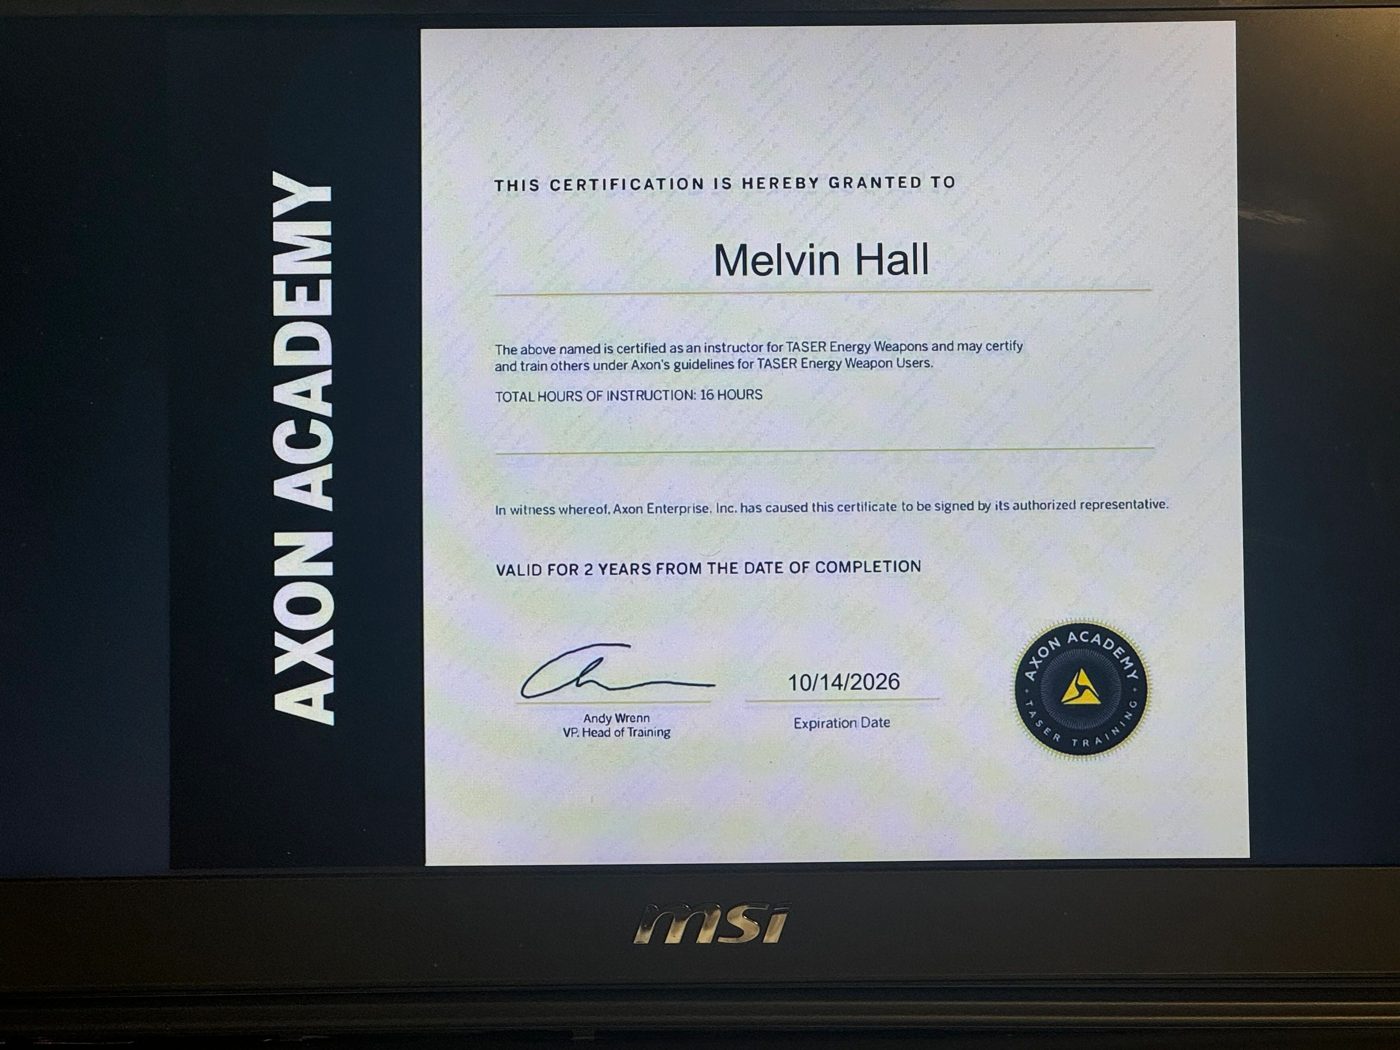 AXON ACADEMY
THIS CERTIFICATION IS HEREBY GRANTED TO
Melvin Hall
The above named is certified as an instructor for TASER Energy Weapons and may certify
and train others under Axon's guidelines for TASER Energy Weapon Users.
TOTAL HOURS OF INSTRUCTION: 16 HOURS
In witness whereof, Axon Enterprise, Inc. has caused this certificate to be signed by its authorized representative.
VALID FOR 2 YEARS FROM THE DATE OF COMPLETION
10/14/2026
Andy Wrenn
VP, Head of Training
Expiration Date
AXON ACADEMY
TASER TRAINING
msi